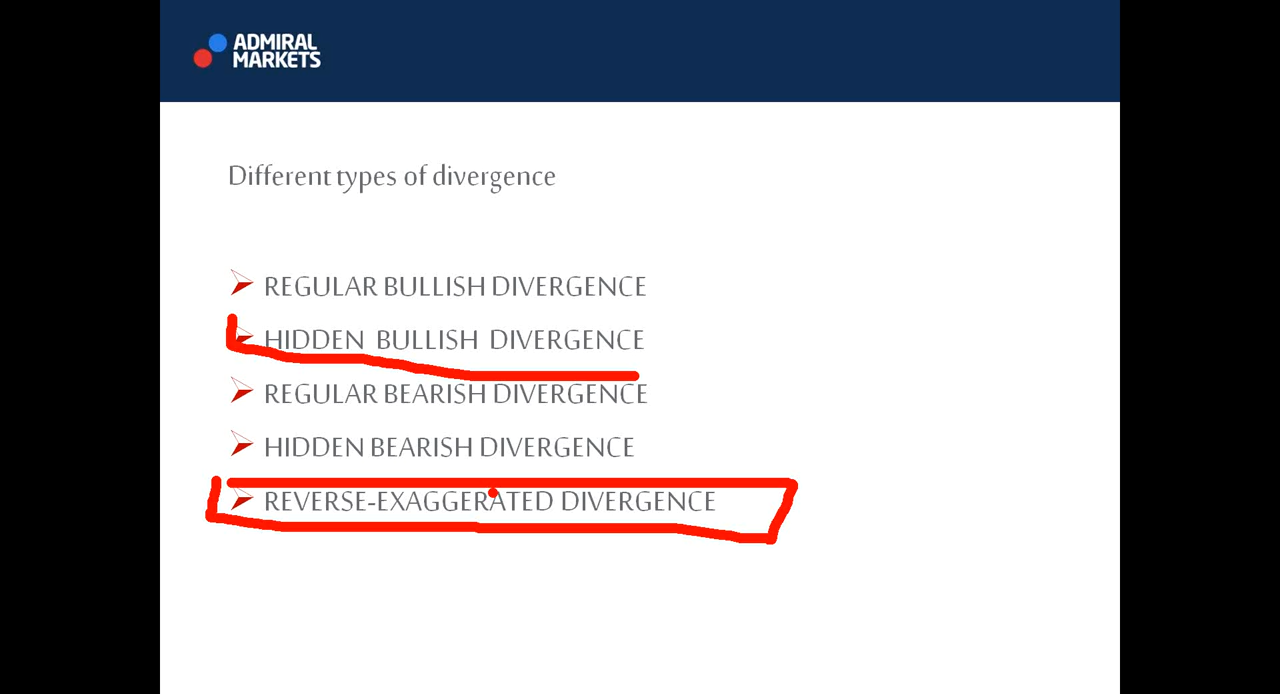 ADMIRAL
MARKETS
Different types of divergence
REGULAR BULLISH DIVERGENCE
HIDDEN BULLISH DIVERGENCE
REGULAR BEARISH DIVERGENCE
HIDDEN BEARISH DIVERGENCE
REVERSE-EXAGGERATED DIVERGENCE